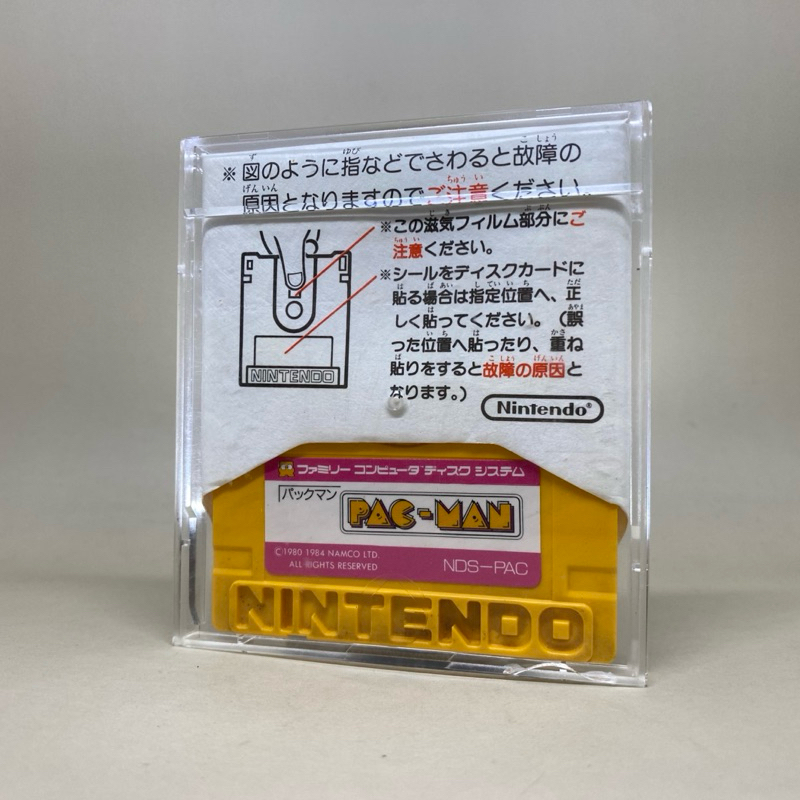 ※図のように指などでさわると故障の
原因となりますのでご注意ください。
※この滋気フィルム部分にご
注意ください。
※シールをディスクカードに
貼る場合は指定位置へ、正
しく貼ってください。(誤
った位置へ貼ったり、重ね
貼りをすると故障の原因と
なります。)
NINTENDO
Nintendo®
ファミリー コンピュータ ディスク システム
パックマン
PAC-MAN
©1980 1984 NAMCO LTD.
ALL RIGHTS RESERVED
NDS-PAC
NINTENDO